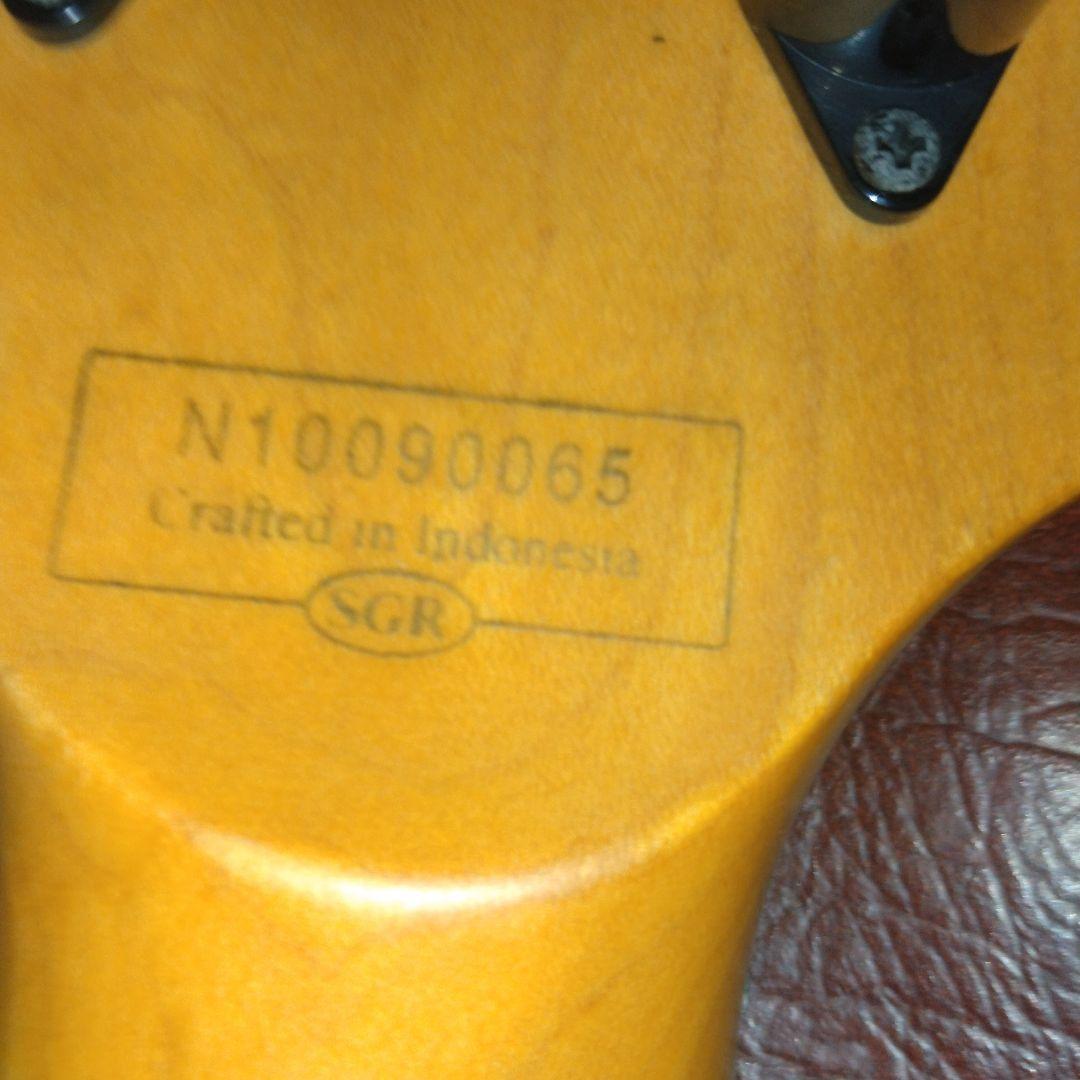 N10090065
Crafted in Indonesia
SGR